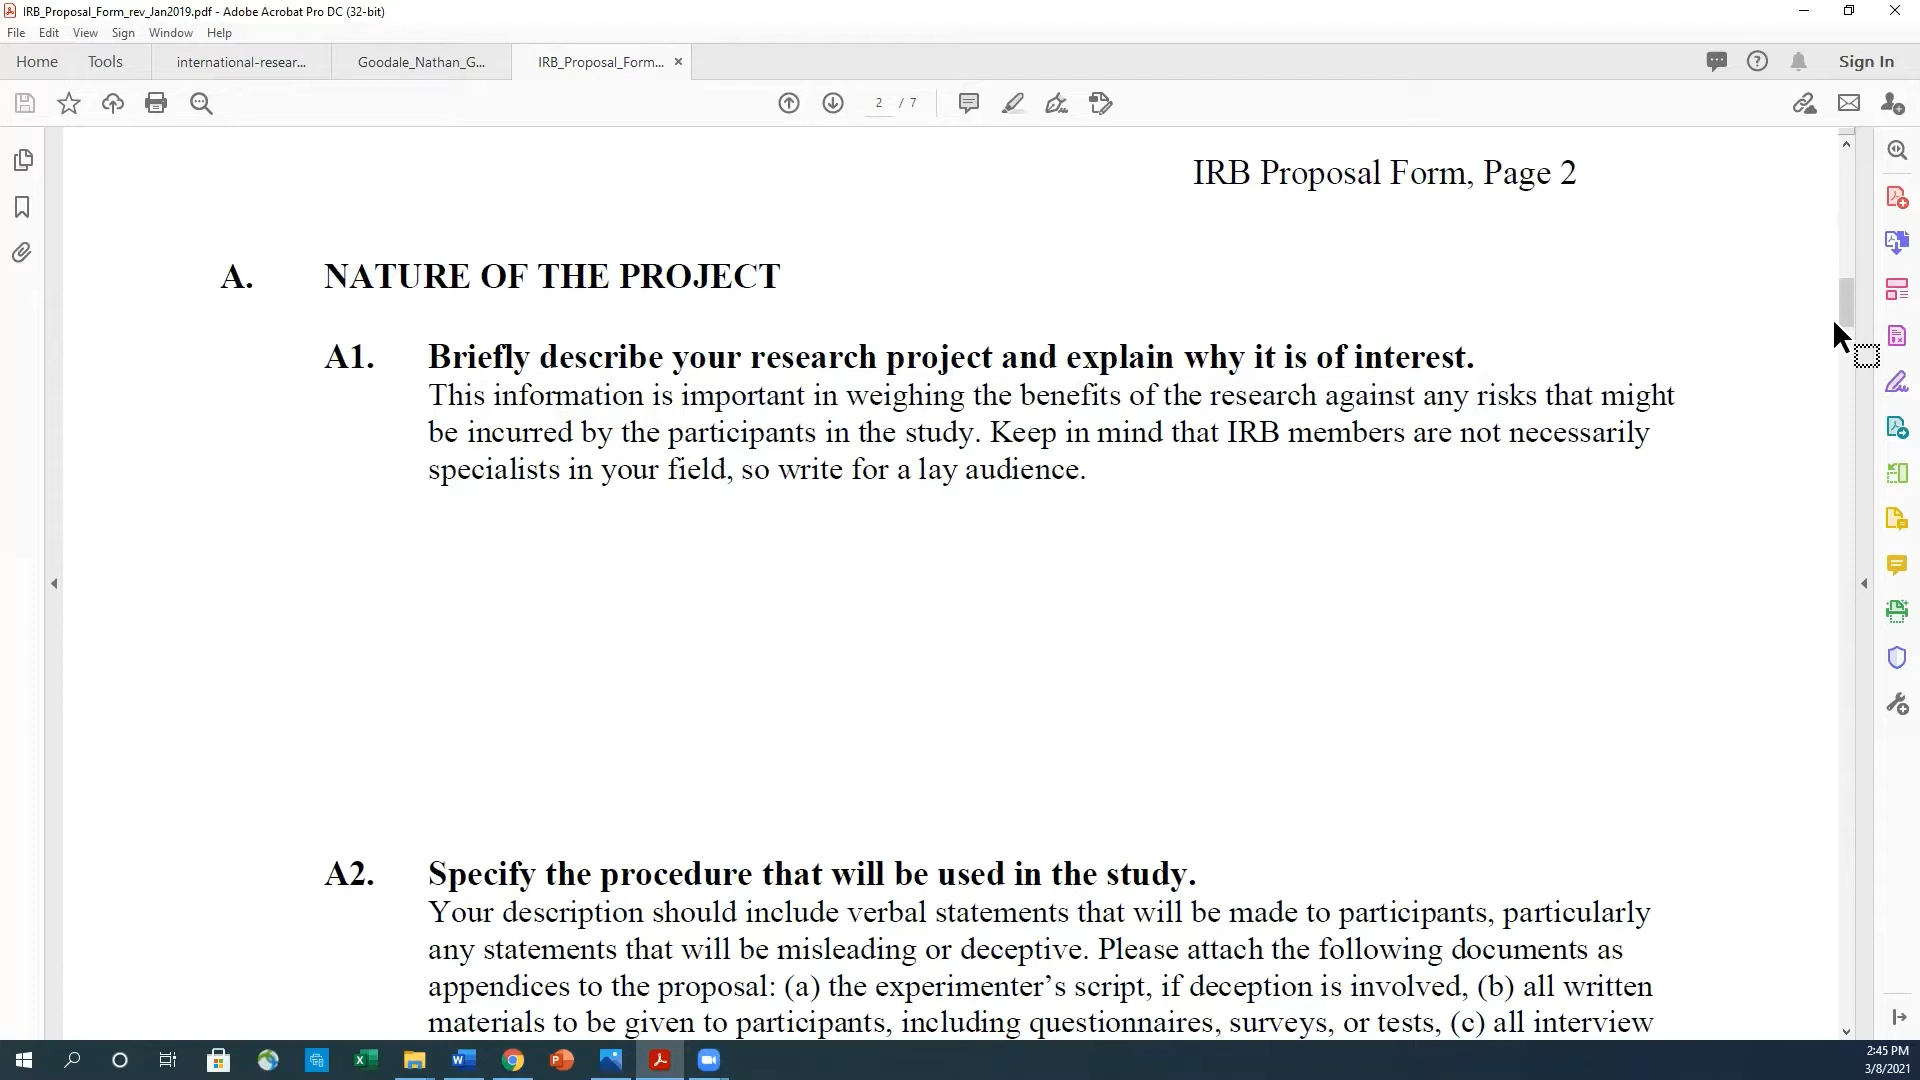 IRB_Proposal_Form_rev_Jan2019.pdf - Adobe Acrobat Pro DC (32-bit)
File Edit View Sign Window Help
Home Tools international-resear... Goodale_Nathan_G... IRB_Proposal_Form... × Sign In
2 / 7
IRB Proposal Form, Page 2
A. NATURE OF THE PROJECT
A1. Briefly describe your research project and explain why it is of interest.
This information is important in weighing the benefits of the research against any risks that might
be incurred by the participants in the study. Keep in mind that IRB members are not necessarily
specialists in your field, so write for a lay audience.
A2. Specify the procedure that will be used in the study.
Your description should include verbal statements that will be made to participants, particularly
any statements that will be misleading or deceptive. Please attach the following documents as
appendices to the proposal: (a) the experimenter’s script, if deception is involved, (b) all written
materials to be given to participants, including questionnaires, surveys, or tests, (c) all interview
2:45 PM
3/8/2021